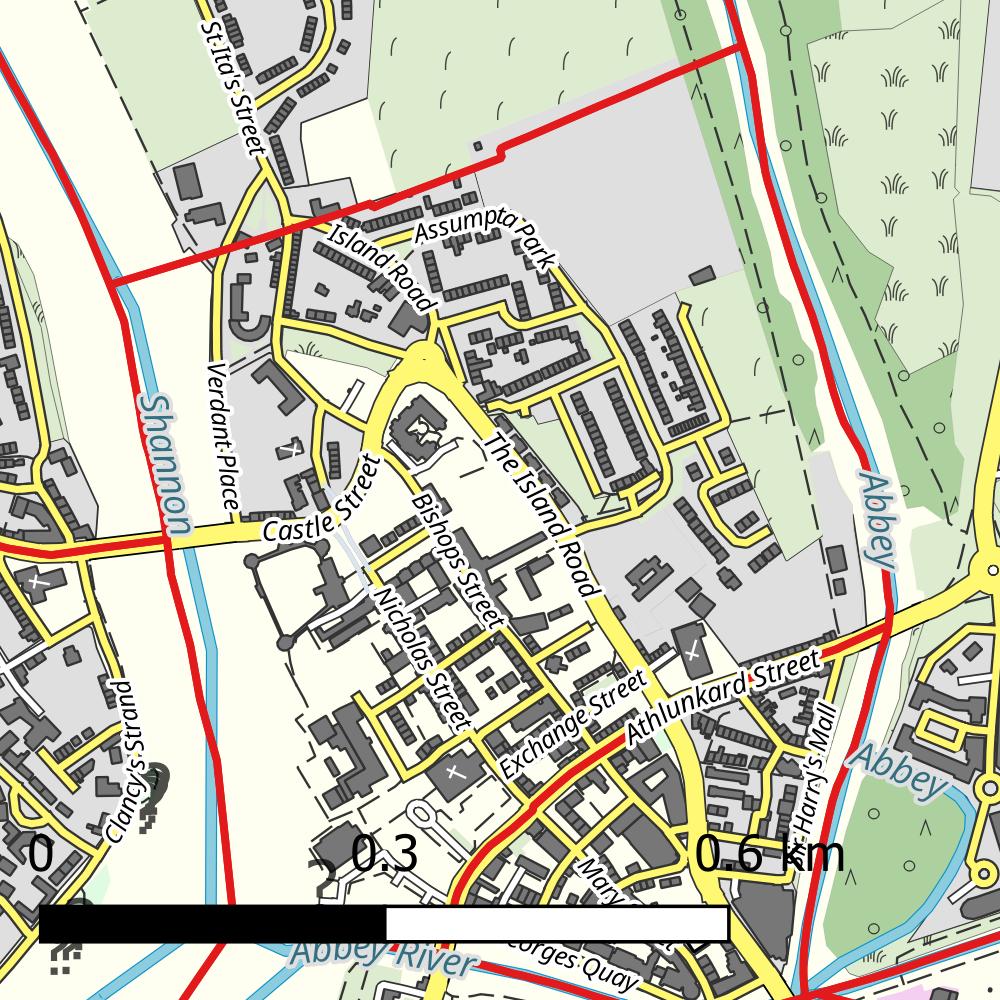 St Ita's Street
Assumpta Park
Island Road
Shannon
Verdant Place
The Island Road
Castle Street
Bishops Street
Abbey
Nicholas Street
Exchange Street
Athlunkard Street
Clancy's Strand
Harry's Mall
Abbey
0 0.3 0.6 km
Mary
Abbey River
orges Quay